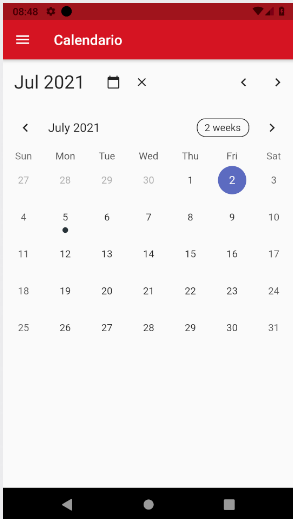 08:48
Calendario
Jul 2021
July 2021 2 weeks
Sun Mon Tue Wed Thu Fri Sat
27 28 29 30 1 2 3
4 5 6 7 8 9 10
11 12 13 14 15 16 17
18 19 20 21 22 23 24
25 26 27 28 29 30 31